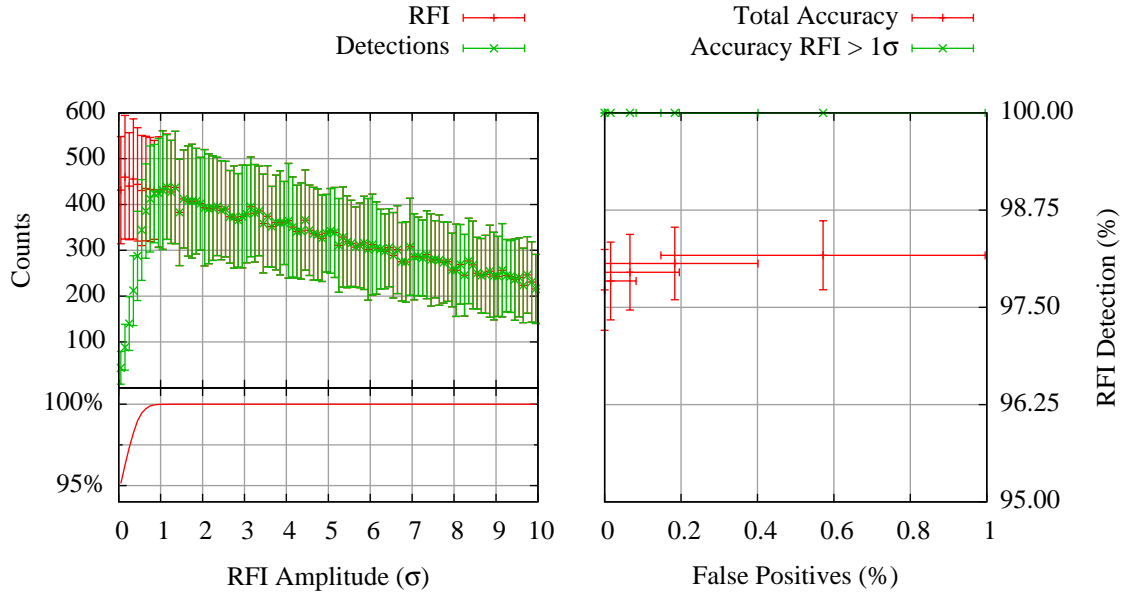 RFI
Detections
600
500
400
300
200
100
Counts
100%
95%
0 1 2 3 4 5 6 7 8 9 10
RFI Amplitude (σ)
Total Accuracy
Accuracy RFI > 1σ
100.00
98.75
97.50
96.25
95.00
RFI Detection (%)
0 0.2 0.4 0.6 0.8 1
False Positives (%)